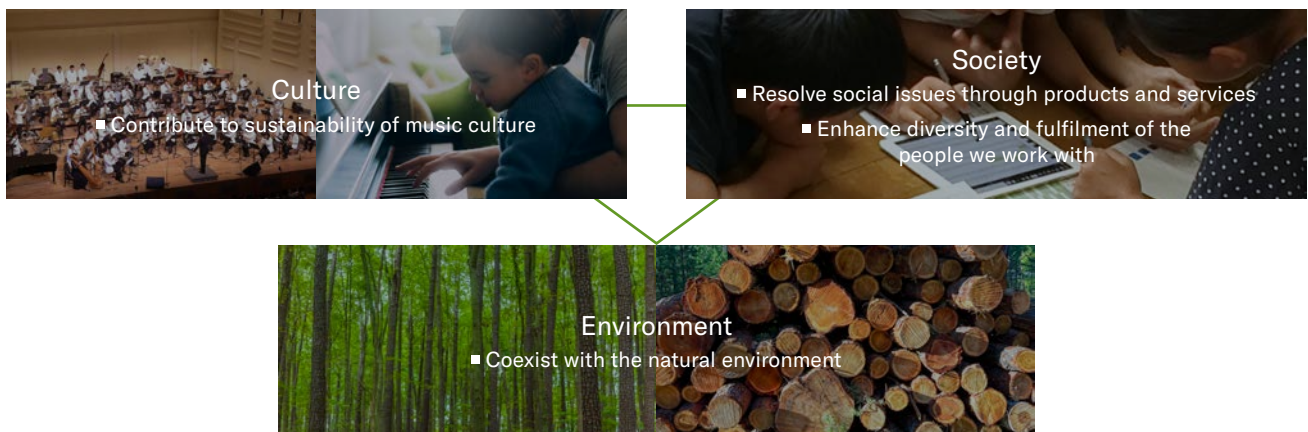 Culture
■ Contribute to sustainability of music culture
Society
■ Resolve social issues through products and services
■ Enhance diversity and fulfilment of the
people we work with
Environment
■ Coexist with the natural environment